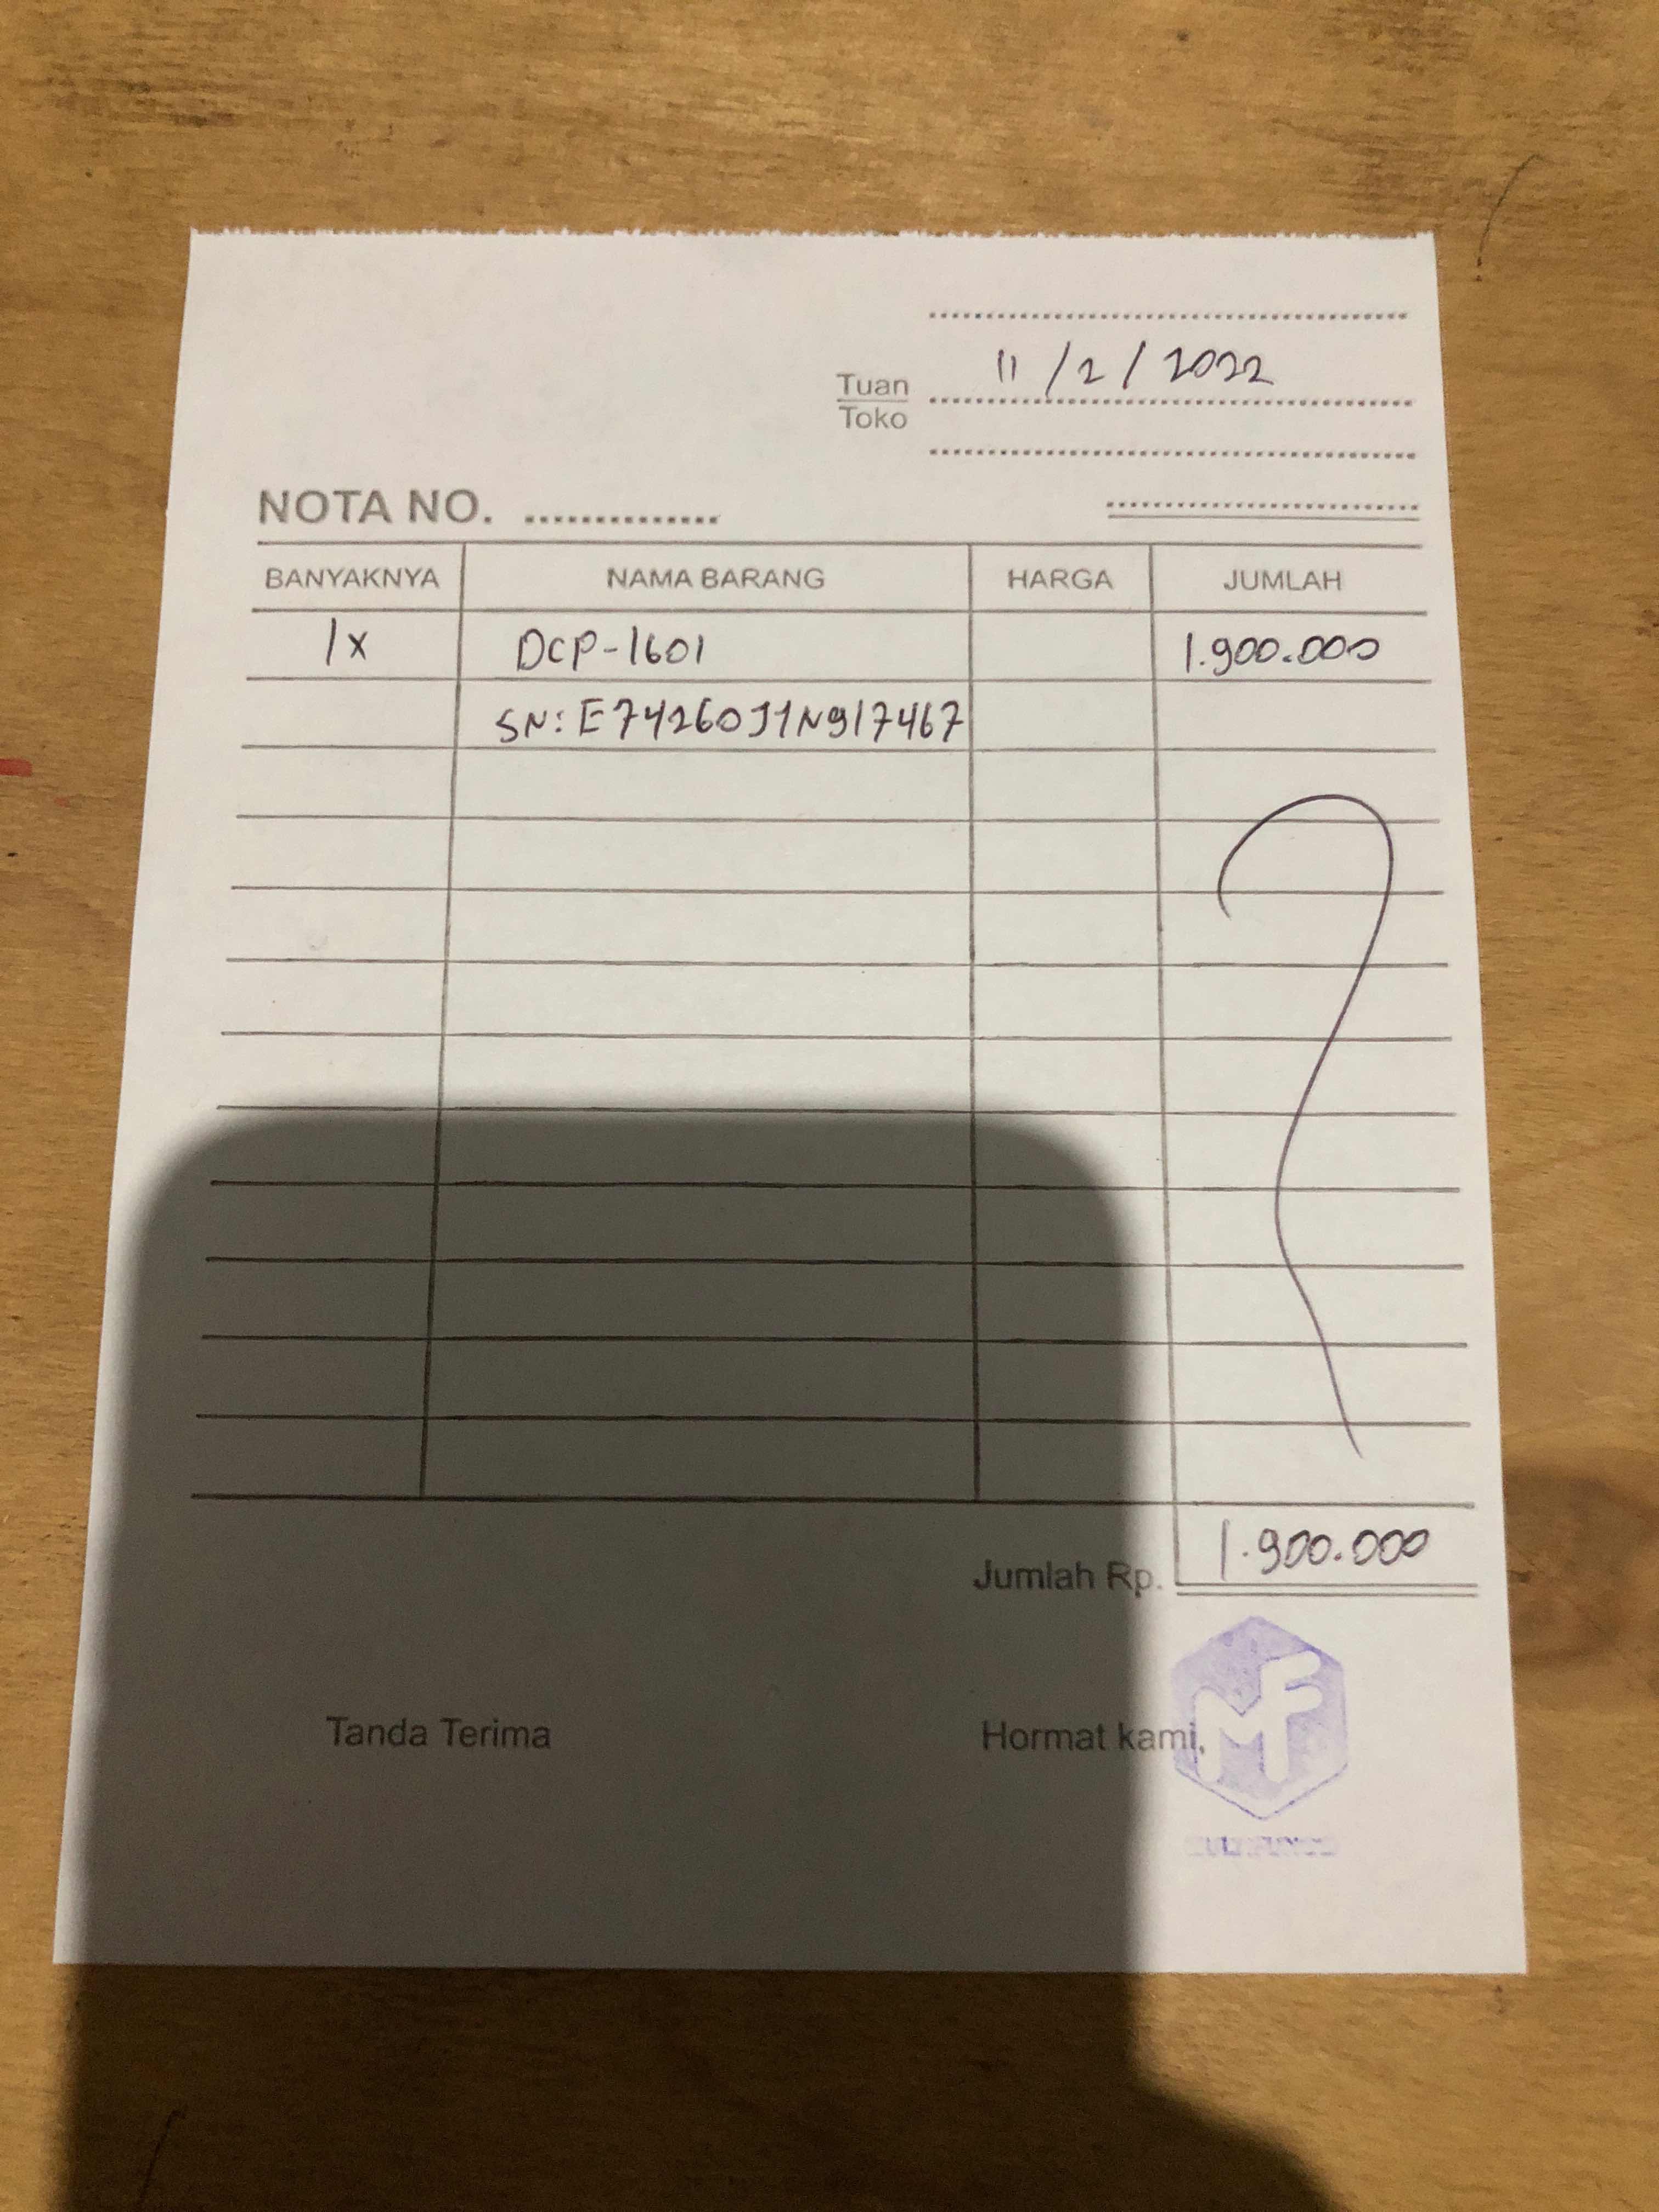 11/2/2022
Tuan
Toko
NOTA NO. ..............
BANYAKNYA NAMA BARANG HARGA JUMLAH
1x DCP-1601 1.900.000
SN: E74260J1N917467
Jumlah Rp. 1.900.000
Tanda Terima Hormat kami,
MF